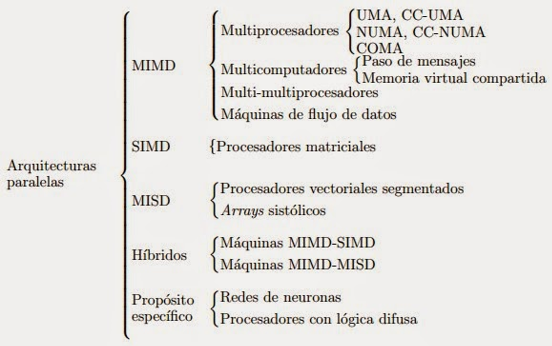 Arquitecturas
paralelas
MIMD
Multiprocesadores
UMA, CC-UMA
NUMA, CC-NUMA
COMA
Multicomputadores
Paso de mensajes
Memoria virtual compartida
Multi-multiprocesadores
Máquinas de flujo de datos
SIMD
Procesadores matriciales
MISD
Procesadores vectoriales segmentados
Arrays sistólicos
Híbridos
Máquinas MIMD-SIMD
Máquinas MIMD-MISD
Propósito
específico
Redes de neuronas
Procesadores con lógica difusa